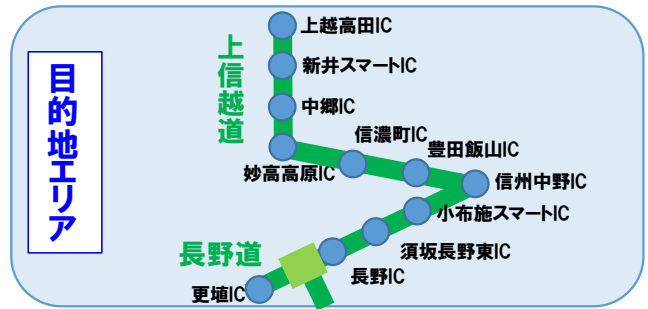 目的地エリア
上信越道
上越高田IC
新井スマートIC
中郷IC
妙高高原IC
信濃町IC
豊田飯山IC
信州中野IC
小布施スマートIC
須坂長野東IC
長野IC
長野道
更埴IC